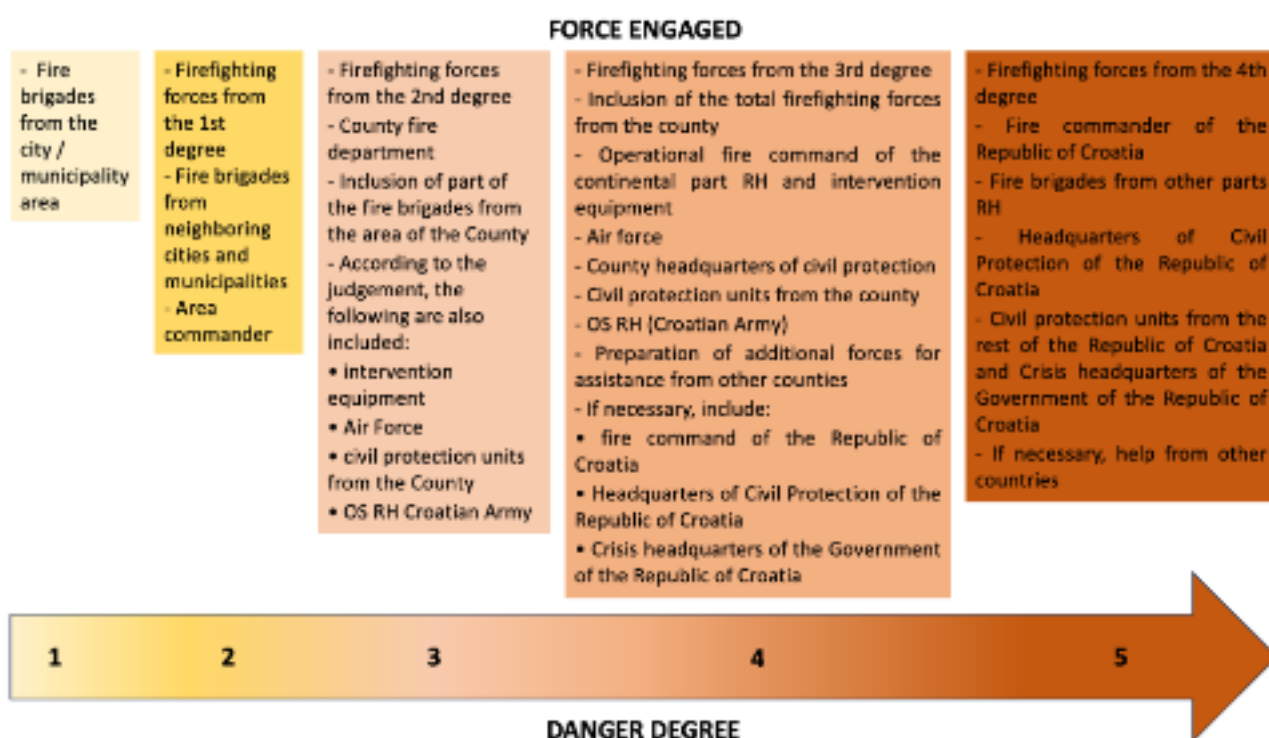 FORCE ENGAGED
- Fire
brigades
from the
city /
municipality
area
- Firefighting
forces from
the 1st
degree
- Fire brigades
from
neighboring
cities and
municipalities
- Area
commander
- Firefighting forces
from the 2nd degree
- County fire
department
- Inclusion of part of
the fire brigades from
the area of the County
- According to the
judgement, the
following are also
included:
• intervention
equipment
• Air Force
• civil protection units
from the County
• OS RH Croatian Army
- Firefighting forces from the 3rd degree
- Inclusion of the total firefighting forces
from the county
- Operational fire command of the
continental part RH and intervention
equipment
- Air force
- County headquarters of civil protection
- Civil protection units from the county
- OS RH (Croatian Army)
- Preparation of additional forces for
assistance from other counties
- If necessary, include:
• fire command of the Republic of
Croatia
• Headquarters of Civil Protection of the
Republic of Croatia
• Crisis headquarters of the Government
of the Republic of Croatia
- Firefighting forces from the 4th
degree
- Fire commander of the
Republic of Croatia
- Fire brigades from other parts
RH
- Headquarters of Civil
Protection of the Republic of
Croatia
- Civil protection units from the
rest of the Republic of Croatia
and Crisis headquarters of the
Government of the Republic of
Croatia
- If necessary, help from other
countries
1 2 3 4 5
DANGER DEGREE